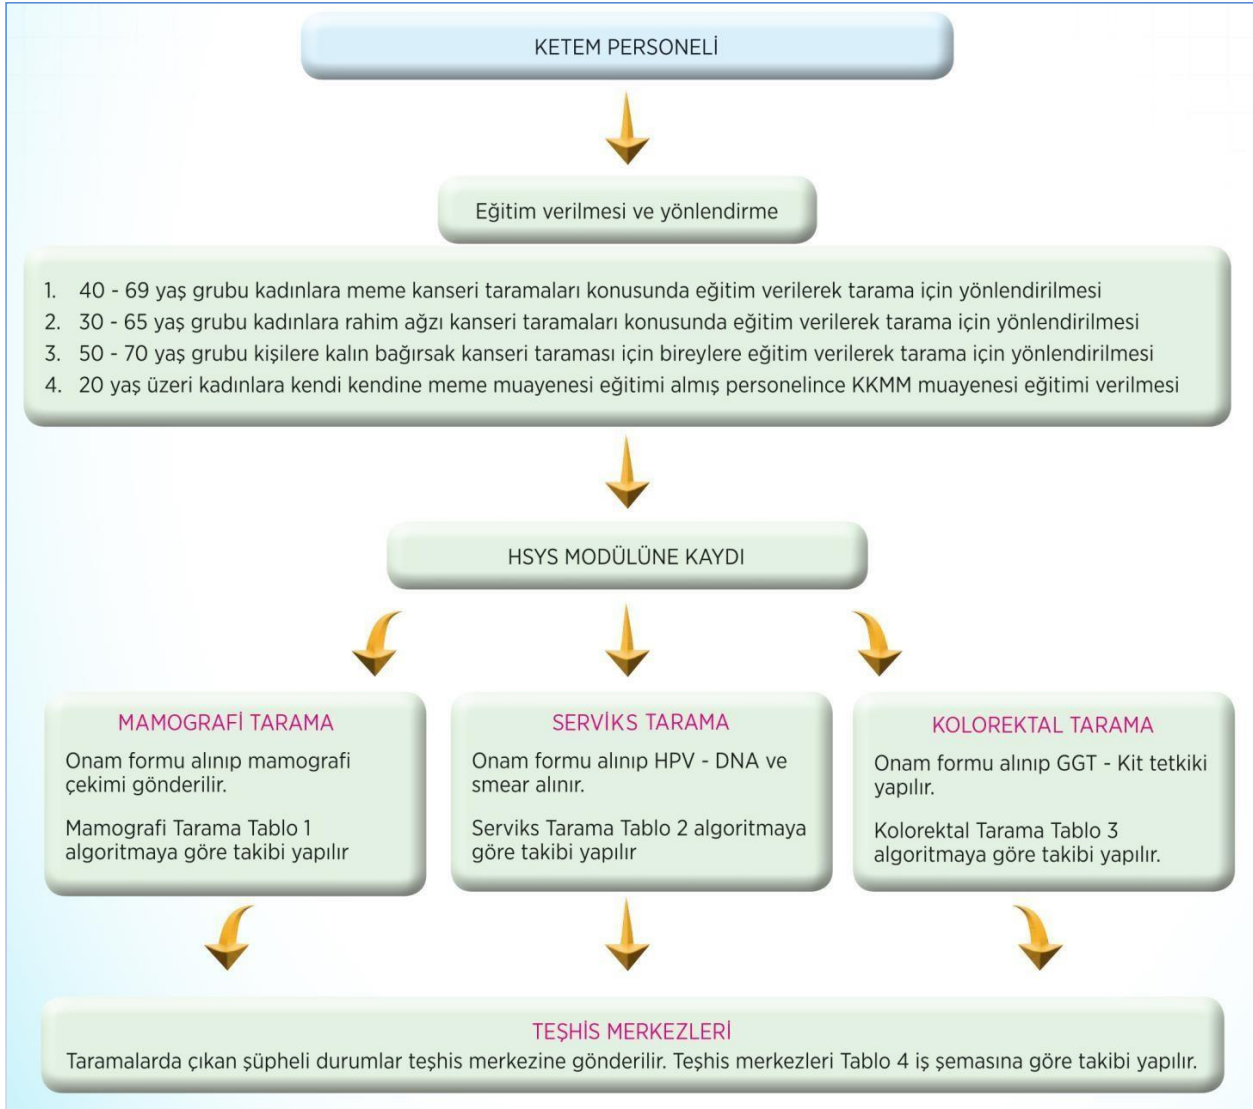 KETEM PERSONELİ
Eğitim verilmesi ve yönlendirme
1. 40 - 69 yaş grubu kadınlara meme kanseri taramaları konusunda eğitim verilerek tarama için yönlendirilmesi
2. 30 - 65 yaş grubu kadınlara rahim ağzı kanseri taramaları konusunda eğitim verilerek tarama için yönlendirilmesi
3. 50 - 70 yaş grubu kişilere kalın bağırsak kanseri taraması için bireylere eğitim verilerek tarama için yönlendirilmesi
4. 20 yaş üzeri kadınlara kendi kendine meme muayenesi eğitimi almış personelince KKMM muayenesi eğitimi verilmesi
HSYS MODÜLÜNE KAYDI
MAMOGRAFİ TARAMA
Onam formu alınıp mamografi
çekimi gönderilir.
Mamografi Tarama Tablo 1
algoritmaya göre takibi yapılır
SERVİKS TARAMA
Onam formu alınıp HPV - DNA ve
smear alınır.
Serviks Tarama Tablo 2 algoritmaya
göre takibi yapılır
KOLOREKTAL TARAMA
Onam formu alınıp GGT - Kit tetkiki
yapılır.
Kolorektal Tarama Tablo 3
algoritmaya göre takibi yapılır.
TEŞHİS MERKEZLERİ
Taramalarda çıkan şüpheli durumlar teşhis merkezine gönderilir. Teşhis merkezleri Tablo 4 iş şemasına göre takibi yapılır.